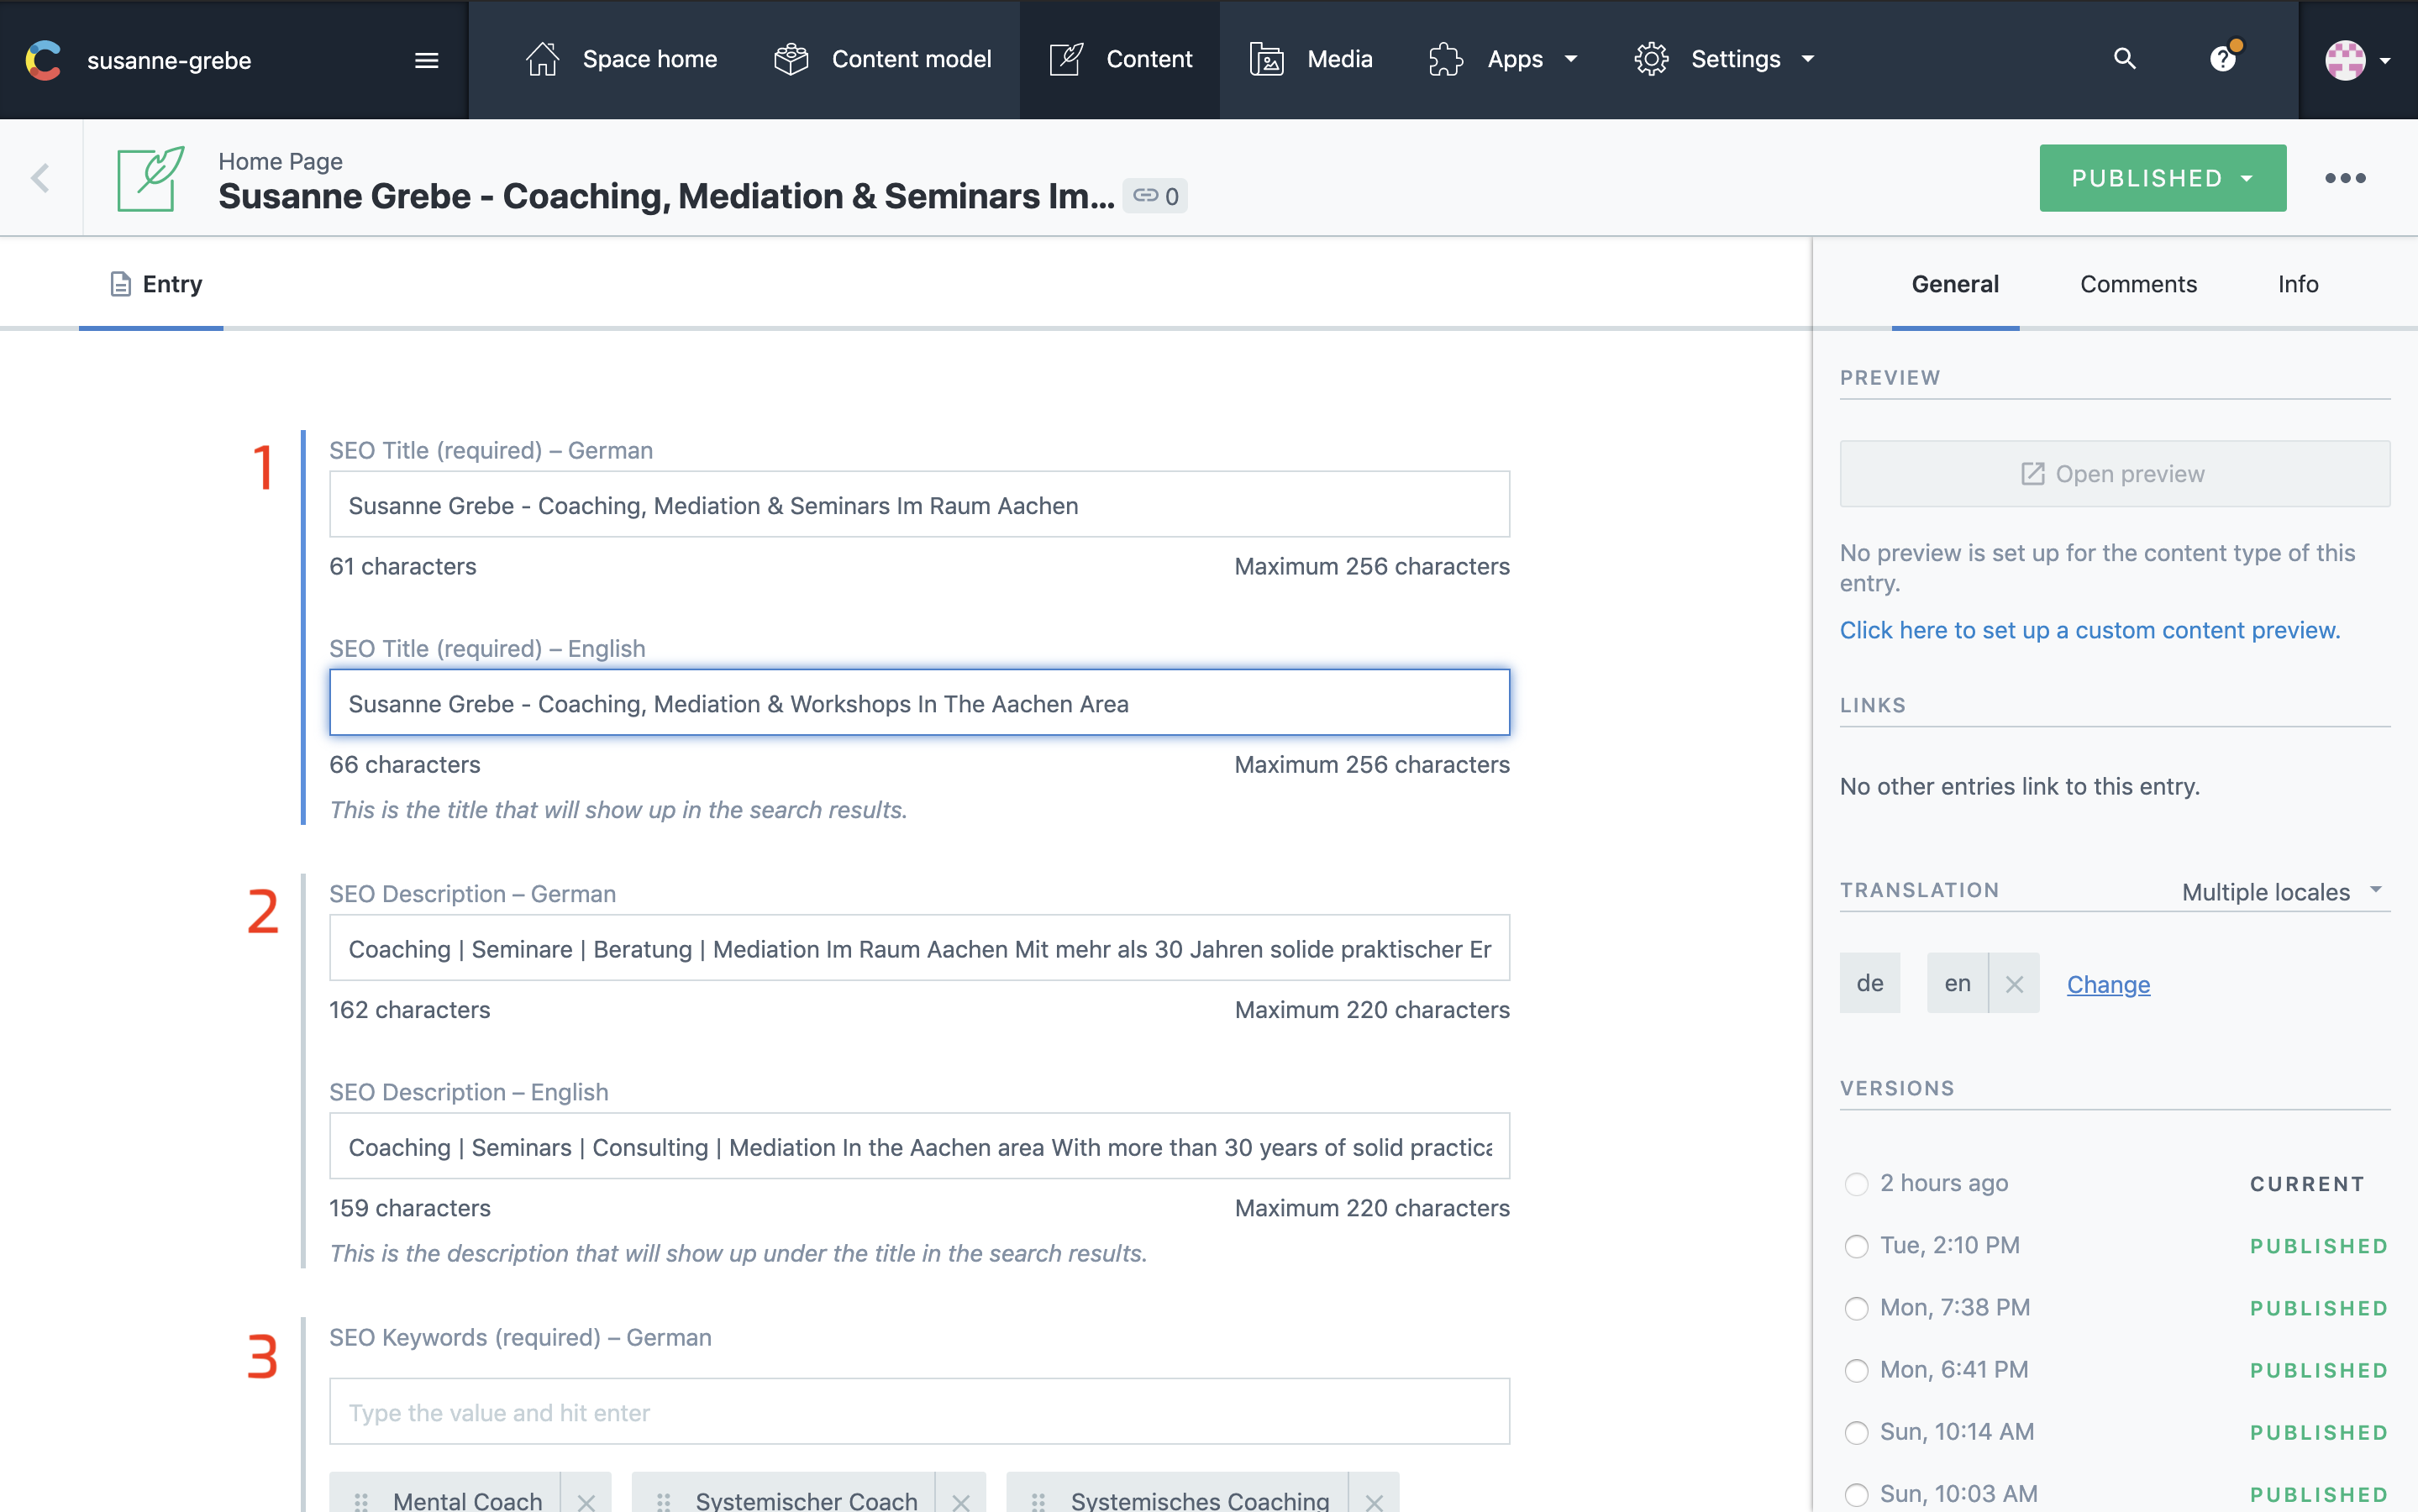 susanne-grebe
Space home
Content model
Content
Media
Apps
Settings
Home Page
Susanne Grebe - Coaching, Mediation & Seminars Im...
0
PUBLISHED
Entry
General
Comments
Info
1
SEO Title (required) – German
Susanne Grebe - Coaching, Mediation & Seminars Im Raum Aachen
61 characters
Maximum 256 characters
SEO Title (required) – English
Susanne Grebe - Coaching, Mediation & Workshops In The Aachen Area
66 characters
Maximum 256 characters
This is the title that will show up in the search results.
2
SEO Description – German
Coaching | Seminare | Beratung | Mediation Im Raum Aachen Mit mehr als 30 Jahren solide praktischer Er
162 characters
Maximum 220 characters
SEO Description – English
Coaching | Seminars | Consulting | Mediation In the Aachen area With more than 30 years of solid practica
159 characters
Maximum 220 characters
This is the description that will show up under the title in the search results.
3
SEO Keywords (required) – German
Type the value and hit enter
Mental Coach
Systemischer Coach
Systemisches Coaching
PREVIEW
Open preview
No preview is set up for the content type of this
entry.
Click here to set up a custom content preview.
LINKS
No other entries link to this entry.
TRANSLATION
Multiple locales
de
en
Change
VERSIONS
2 hours ago
CURRENT
Tue, 2:10 PM
PUBLISHED
Mon, 7:38 PM
PUBLISHED
Mon, 6:41 PM
PUBLISHED
Sun, 10:14 AM
PUBLISHED
Sun, 10:03 AM
PUBLISHED